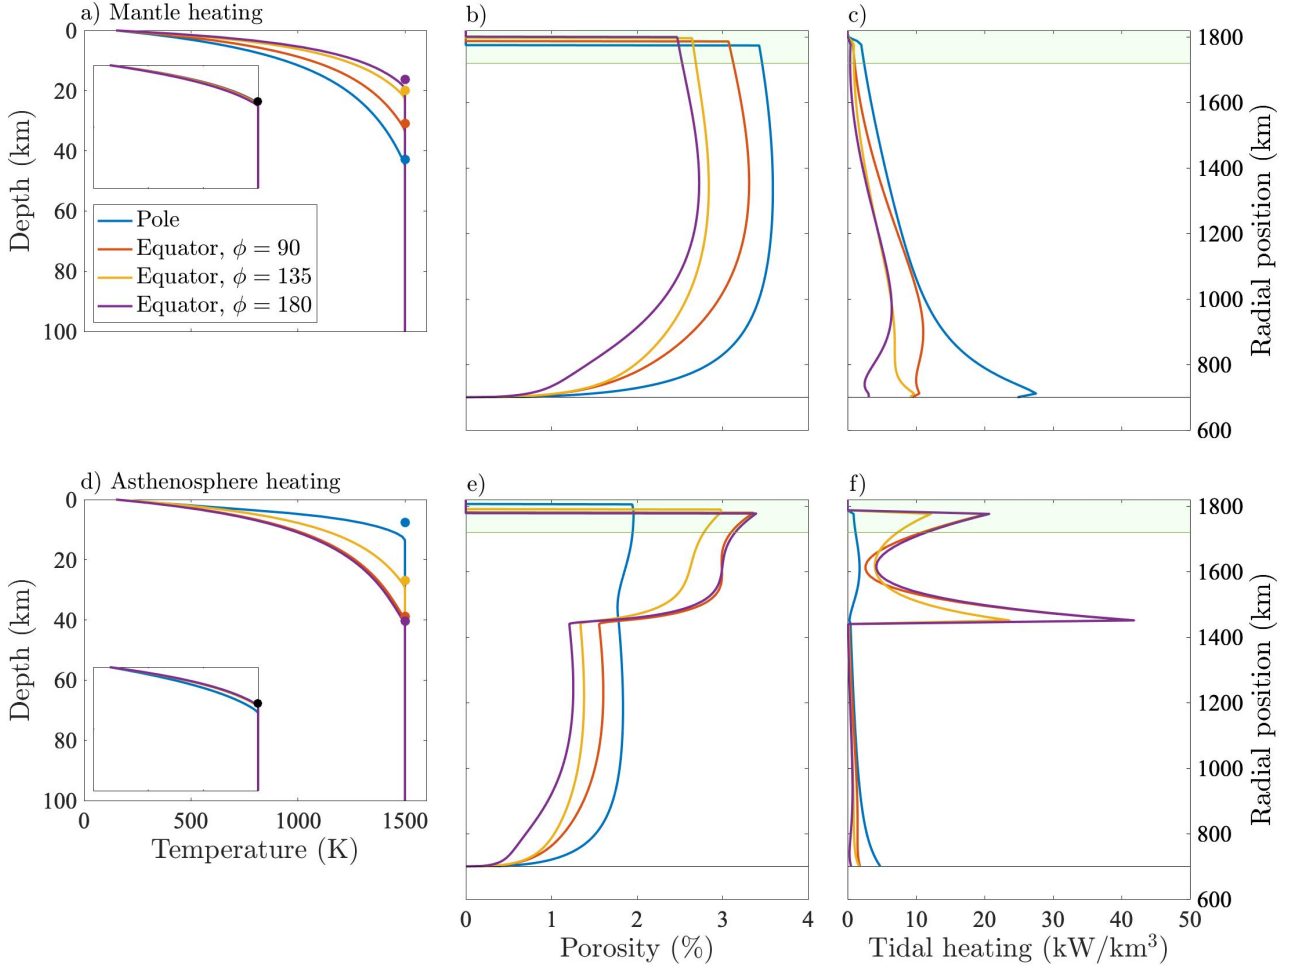 a) Mantle heating
b)
c)
0
20
40
60
80
100
Depth (km)
Pole
Equator, ϕ = 90
Equator, ϕ = 135
Equator, ϕ = 180
1800
1600
1400
1200
1000
800
600
Radial position (km)
d) Asthenosphere heating
e)
f)
0
20
40
60
80
100
Depth (km)
0
500
1000
1500
Temperature (K)
0
1
2
3
4
Porosity (%)
0
10
20
30
40
50
Tidal heating (kW/km³)
1800
1600
1400
1200
1000
800
600
Radial position (km)